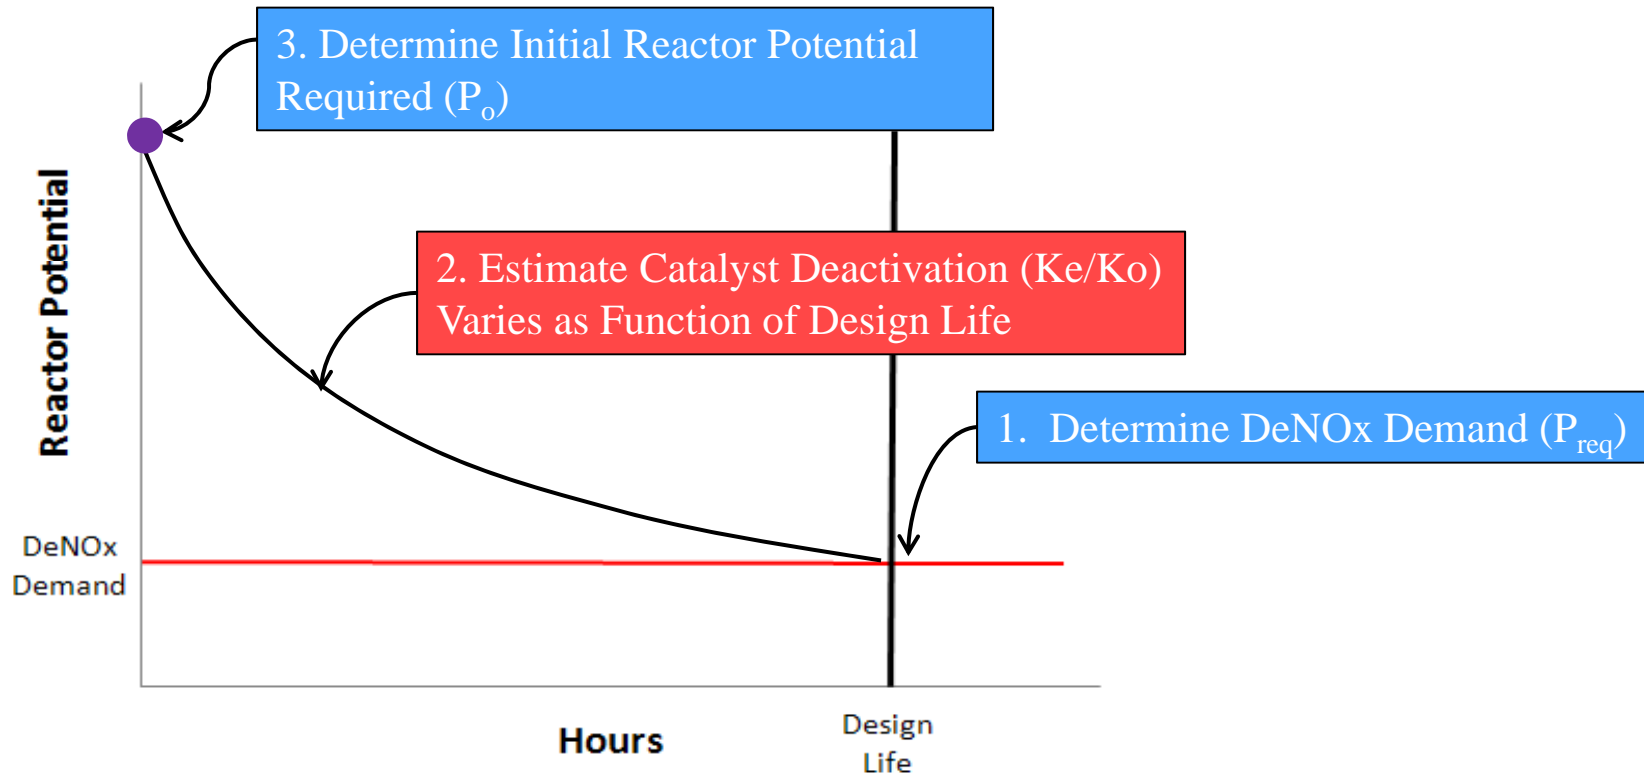 3. Determine Initial Reactor Potential
Required (Po)
Reactor Potential
2. Estimate Catalyst Deactivation (Ke/Ko)
Varies as Function of Design Life
1. Determine DeNOx Demand (Preq)
DeNOx
Demand
Hours
Design
Life